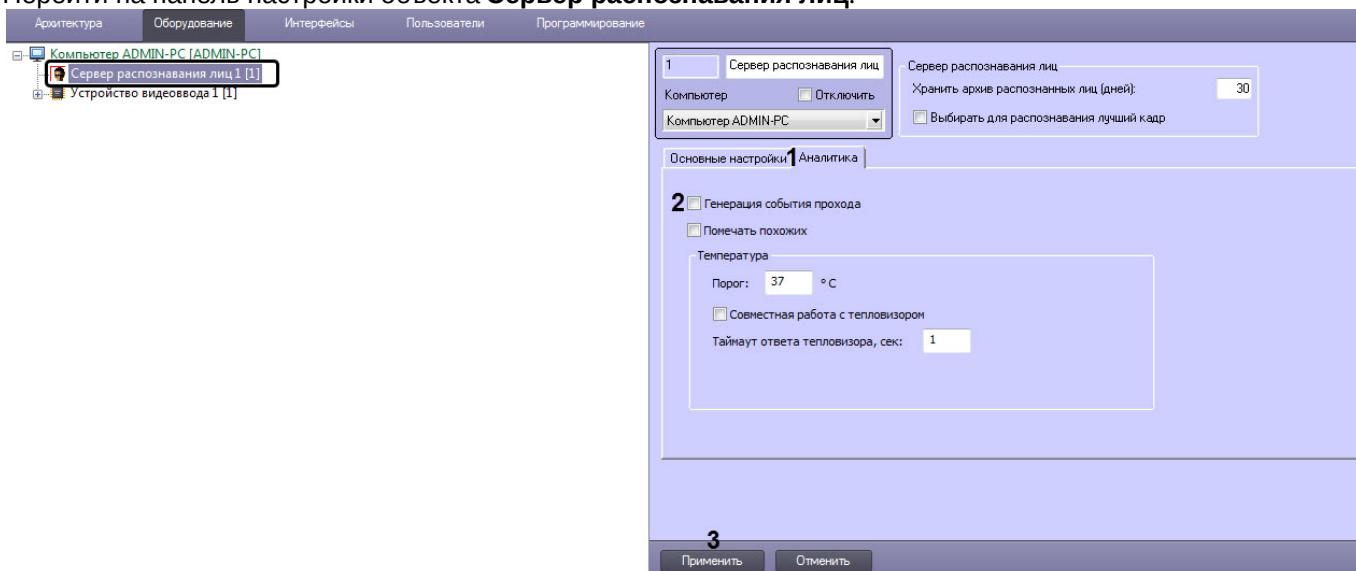 Перейти на панель настройки объекта Сервер распознавания лиц.
Архитектура Оборудование Интерфейсы Пользователи Программирование
Компьютер ADMIN-PC [ADMIN-PC]
Сервер распознавания лиц 1 [1]
Устройство видеоввода 1 [1]
1 Сервер распознавания лиц
Компьютер Отключить
Компьютер ADMIN-PC
Сервер распознавания лиц
Хранить архив распознанных лиц (дней): 30
Выбирать для распознавания лучший кадр
Основные настройки 1 Аналитика
2 Генерация события прохода
Помечать похожих
Температура
Порог: 37 °C
Совместная работа с тепловизором
Таймаут ответа тепловизора, сек: 1
3
Применить Отменить